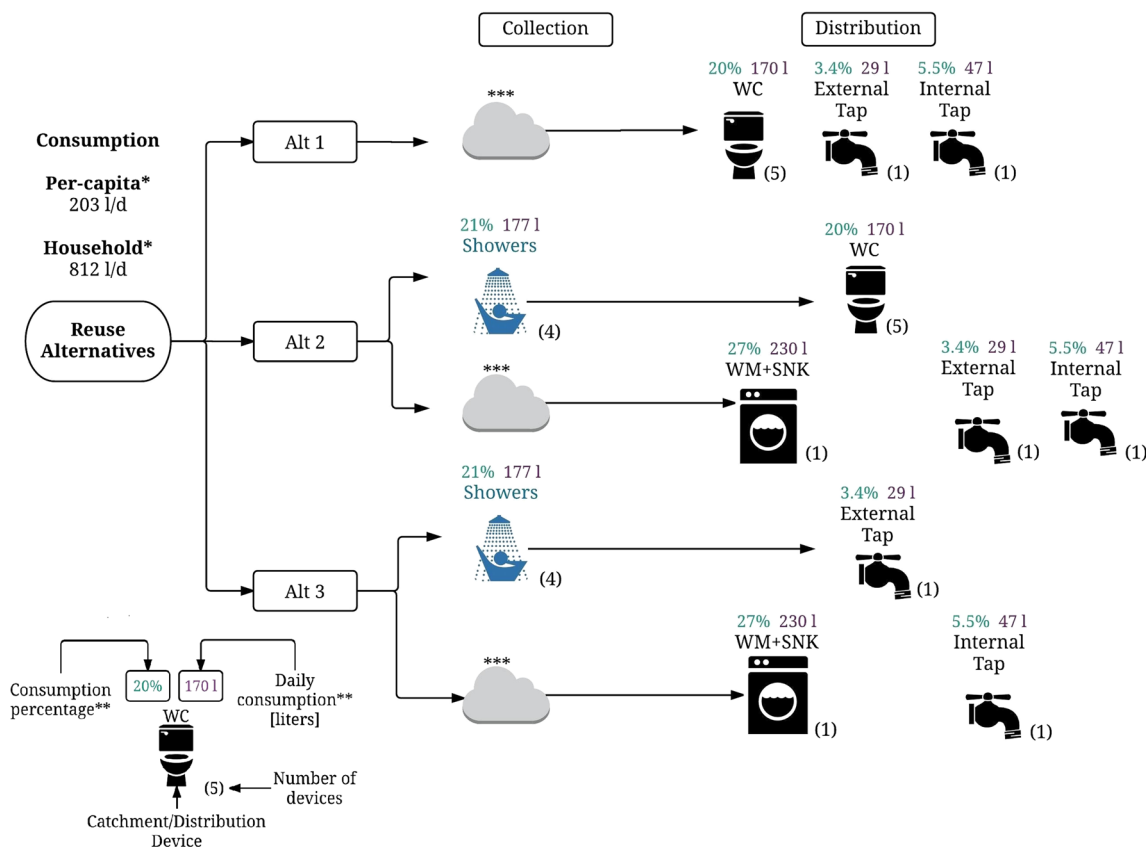 Collection
Distribution
Consumption
Per-capita*
203 l/d
Household*
812 l/d
Reuse
Alternatives
Alt 1
***
20% 170 l
WC
(5)
3.4% 29 l
External
Tap
(1)
5.5% 47 l
Internal
Tap
(1)
Alt 2
21% 177 l
Showers
(4)
20% 170 l
WC
(5)
***
27% 230 l
WM+SNK
(1)
3.4% 29 l
External
Tap
(1)
5.5% 47 l
Internal
Tap
(1)
Alt 3
21% 177 l
Showers
(4)
3.4% 29 l
External
Tap
(1)
***
27% 230 l
WM+SNK
(1)
5.5% 47 l
Internal
Tap
(1)
Consumption
percentage**
20%
170 l
Daily
consumption**
[liters]
WC
(5)
Number of
devices
Catchment/Distribution
Device